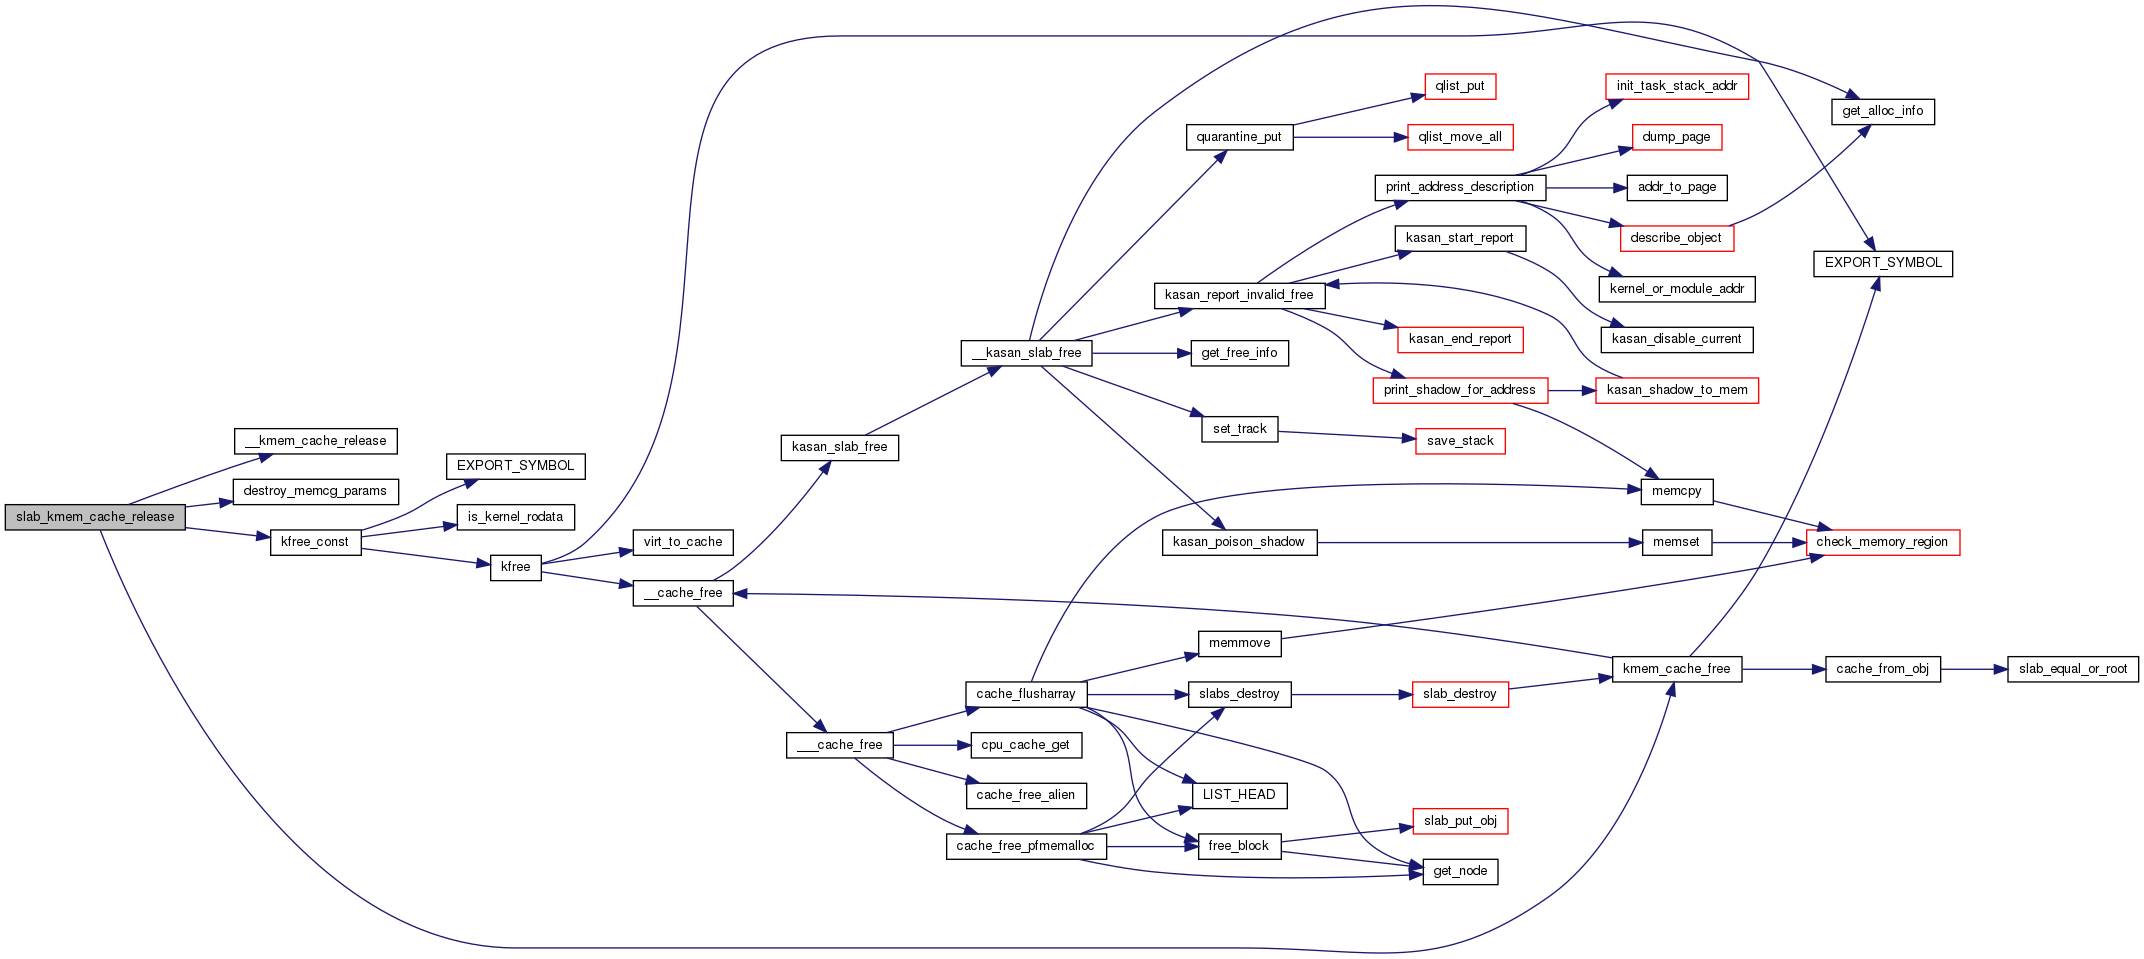 slab_kmem_cache_release
__kmem_cache_release
destroy_memcg_params
kfree_const
EXPORT_SYMBOL
is_kernel_rodata
kfree
virt_to_cache
__cache_free
kasan_slab_free
___cache_free
__kasan_slab_free
cache_flusharray
cpu_cache_get
cache_free_alien
cache_free_pfmemalloc
quarantine_put
kasan_report_invalid_free
get_free_info
set_track
kasan_poison_shadow
memmove
slabs_destroy
LIST_HEAD
free_block
qlist_put
qlist_move_all
print_address_description
kasan_start_report
kasan_end_report
print_shadow_for_address
save_stack
slab_destroy
slab_put_obj
get_node
init_task_stack_addr
dump_page
addr_to_page
describe_object
kernel_or_module_addr
kasan_disable_current
kasan_shadow_to_mem
memcpy
memset
kmem_cache_free
get_alloc_info
EXPORT_SYMBOL
check_memory_region
cache_from_obj
slab_equal_or_root